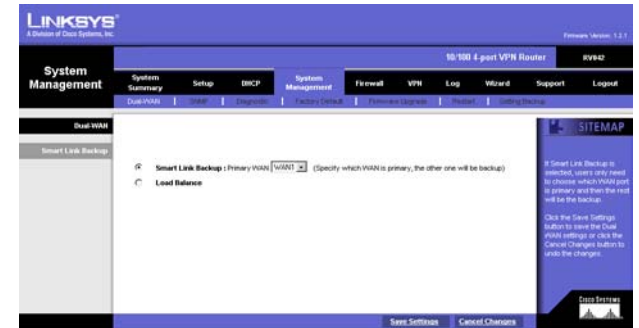 LINKSYS®
A Division of Cisco Systems, Inc.
Firmware Version: 1.2.1
10/100 4-port VPN Router
RV042
System Management
System Summary
Setup
DHCP
System Management
Firewall
VPN
Log
Wizard
Support
Logout
Dual-WAN | SNMP | Diagnostic | Factory Default | Firmware Upgrade | Restart | Setting Backup
Dual-WAN
SITEMAP
Smart Link Backup
Smart Link Backup : Primary WAN WAN1 (Specify which WAN is primary, the other one will be backup)
Load Balance
If Smart Link Backup is
selected, users only need
to choose which WAN port
is primary and then the rest
will be the backup.
Click the Save Settings
button to save the Dual
WAN settings or click the
Cancel Changes button to
undo the changes.
Save Settings
Cancel Changes
Cisco Systems